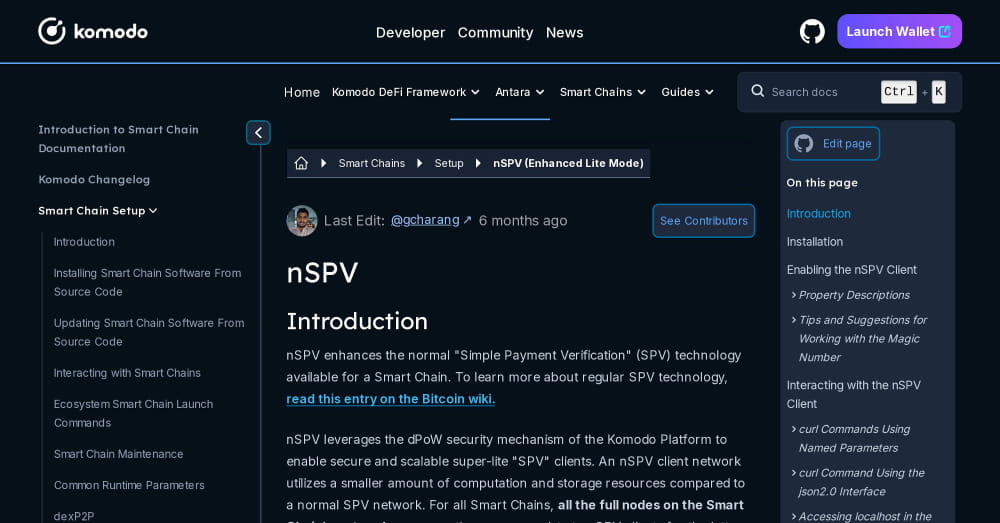 komodo
Developer Community News
Launch Wallet
Home Komodo DeFi Framework Antara Smart Chains Guides
Search docs Ctrl + K
Introduction to Smart Chain
Documentation
Komodo Changelog
Smart Chain Setup
Introduction
Installing Smart Chain Software From
Source Code
Updating Smart Chain Software From
Source Code
Interacting with Smart Chains
Ecosystem Smart Chain Launch
Commands
Smart Chain Maintenance
Common Runtime Parameters
dexP2P
Smart Chains Setup nSPV (Enhanced Lite Mode)
Last Edit: @gcharang ↗ 6 months ago
See Contributors
nSPV
Introduction
nSPV enhances the normal "Simple Payment Verification" (SPV) technology
available for a Smart Chain. To learn more about regular SPV technology,
read this entry on the Bitcoin wiki.
nSPV leverages the dPoW security mechanism of the Komodo Platform to
enable secure and scalable super-lite "SPV" clients. An nSPV client network
utilizes a smaller amount of computation and storage resources compared to
a normal SPV network. For all Smart Chains, all the full nodes on the Smart
Edit page
On this page
Introduction
Installation
Enabling the nSPV Client
Property Descriptions
Tips and Suggestions for
Working with the Magic
Number
Interacting with the nSPV
Client
curl Commands Using
Named Parameters
curl Command Using the
json2.0 Interface
Accessing localhost in the